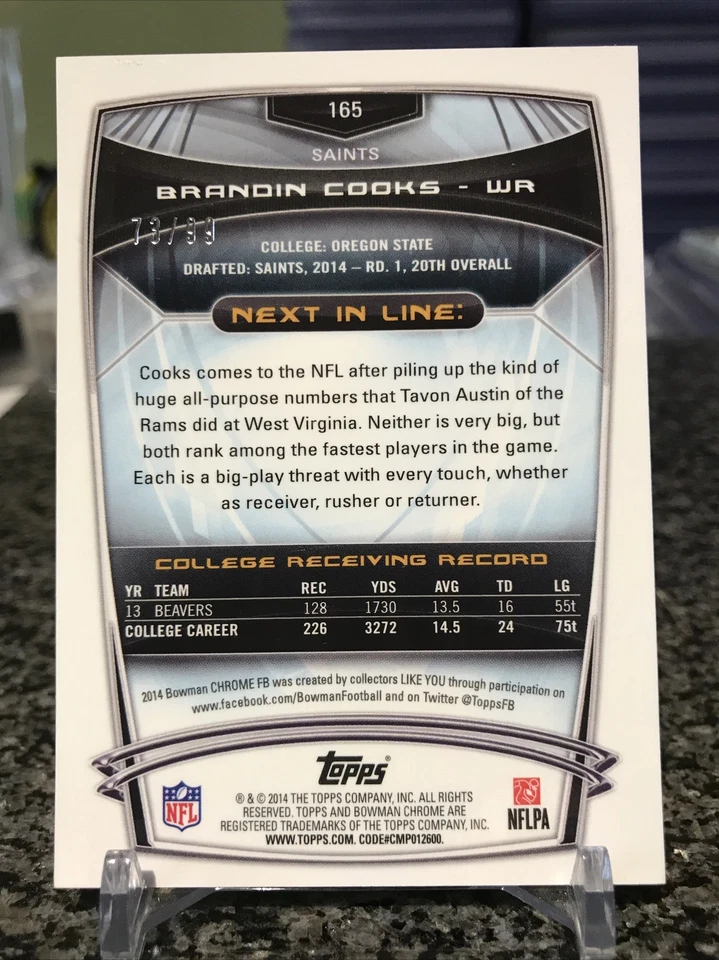 165
SAINTS
BRANDIN COOKS - WR
73/99
COLLEGE: OREGON STATE
DRAFTED: SAINTS, 2014 – RD. 1, 20TH OVERALL
NEXT IN LINE:
Cooks comes to the NFL after piling up the kind of
huge all-purpose numbers that Tavon Austin of the
Rams did at West Virginia. Neither is very big, but
both rank among the fastest players in the game.
Each is a big-play threat with every touch, whether
as receiver, rusher or returner.
COLLEGE RECEIVING RECORD
YR TEAM REC YDS AVG TD LG
13 BEAVERS 128 1730 13.5 16 55t
COLLEGE CAREER 226 3272 14.5 24 75t
2014 Bowman CHROME FB was created by collectors LIKE YOU through participation on
www.facebook.com/BowmanFootball and on Twitter @ToppsFB
TOPPS
® & © 2014 THE TOPPS COMPANY, INC. ALL RIGHTS
RESERVED. TOPPS AND BOWMAN CHROME ARE
REGISTERED TRADEMARKS OF THE TOPPS COMPANY, INC.
WWW.TOPPS.COM. CODE#CMP012600.
NFL
NFLPA